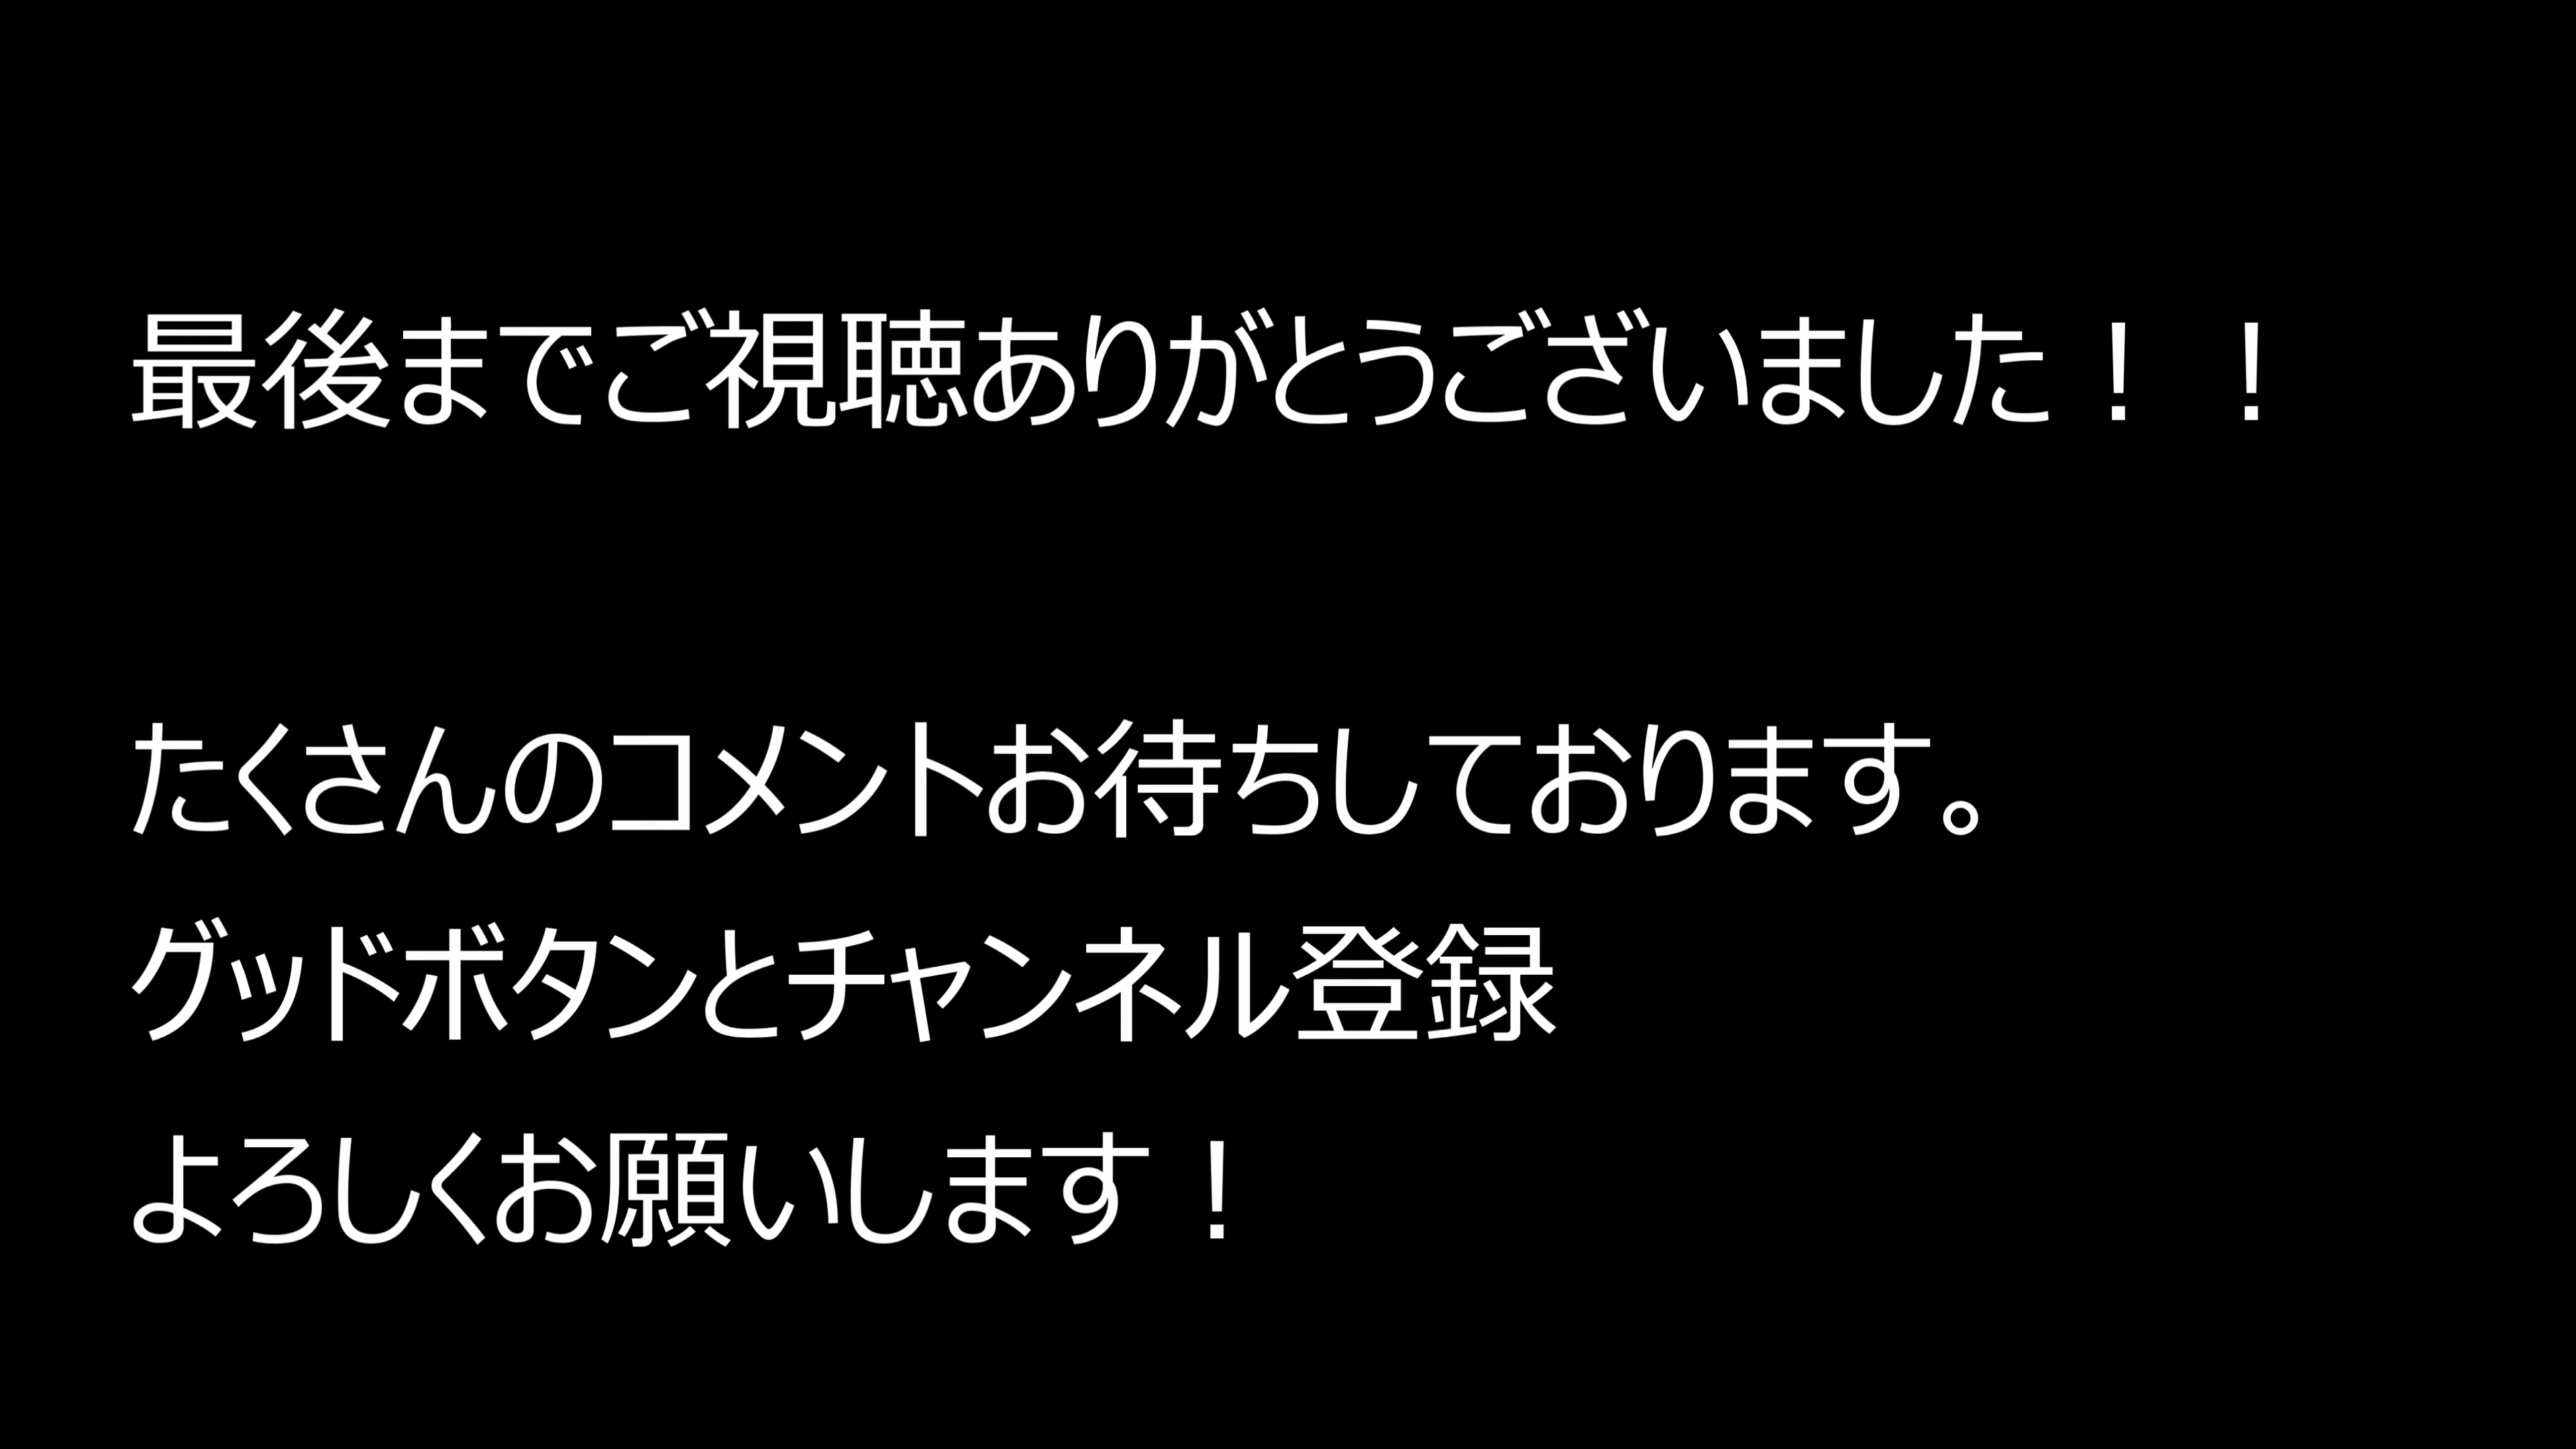 最後までご視聴ありがとうございました！！
たくさんのコメントお待ちしております。
グッドボタンとチャンネル登録
よろしくお願いします！